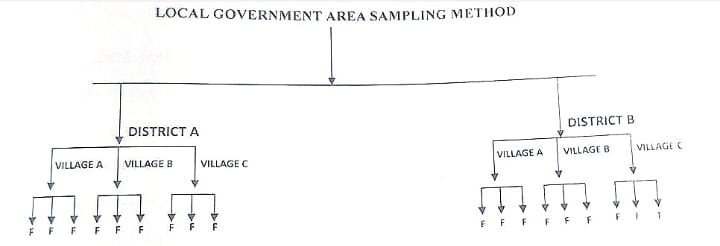 LOCAL GOVERNMENT AREA SAMPLING METHOD
DISTRICT A
DISTRICT B
VILLAGE A VILLAGE B VILLAGE C
VILLAGE A VILLAGE B VILLAGE C
F F F F F F F F F
F F F F F F F